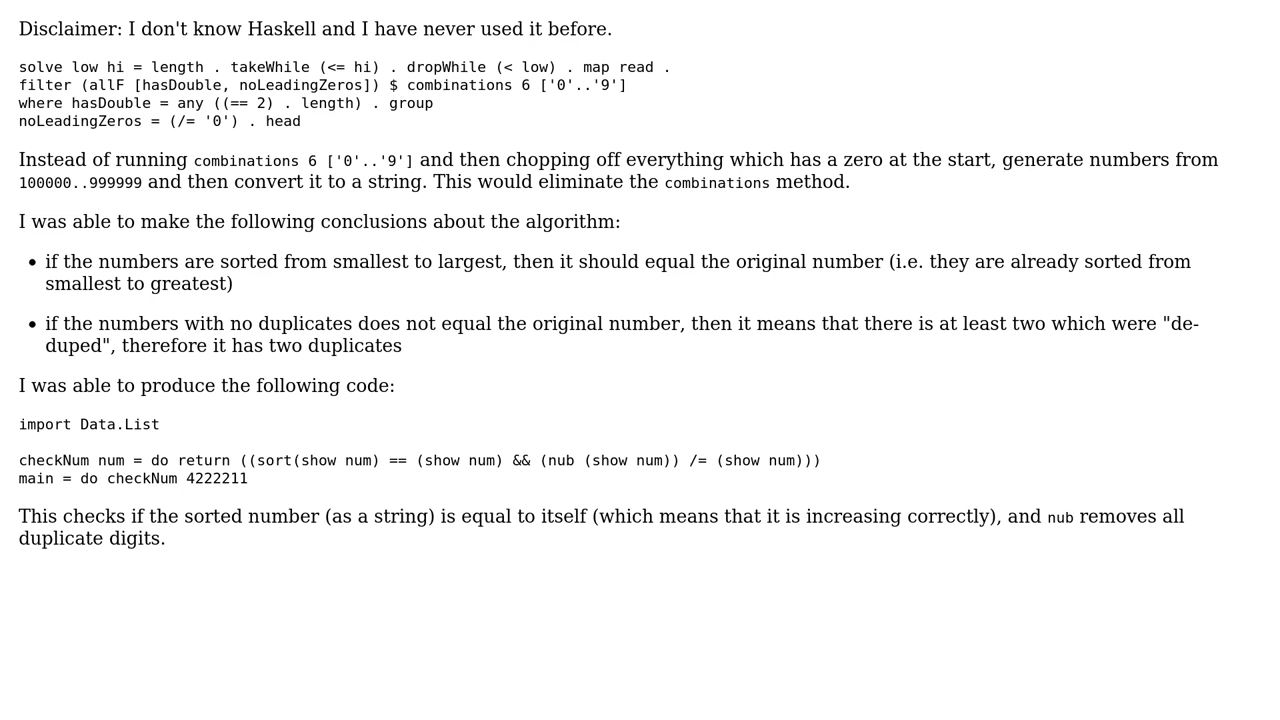 Disclaimer: I don't know Haskell and I have never used it before.
solve low hi = length . takeWhile (<= hi) . dropWhile (< low) . map read .
filter (allF [hasDouble, noLeadingZeros]) $ combinations 6 ['0'..'9']
where hasDouble = any ((== 2) . length) . group
noLeadingZeros = (/= '0') . head
Instead of running combinations 6 ['0'..'9'] and then chopping off everything which has a zero at the start, generate numbers from
100000..999999 and then convert it to a string. This would eliminate the combinations method.
I was able to make the following conclusions about the algorithm:
• if the numbers are sorted from smallest to largest, then it should equal the original number (i.e. they are already sorted from
smallest to greatest)
• if the numbers with no duplicates does not equal the original number, then it means that there is at least two which were "de-
duped", therefore it has two duplicates
I was able to produce the following code:
import Data.List
checkNum num = do return ((sort(show num) == (show num) && (nub (show num)) /= (show num)))
main = do checkNum 4222211
This checks if the sorted number (as a string) is equal to itself (which means that it is increasing correctly), and nub removes all
duplicate digits.